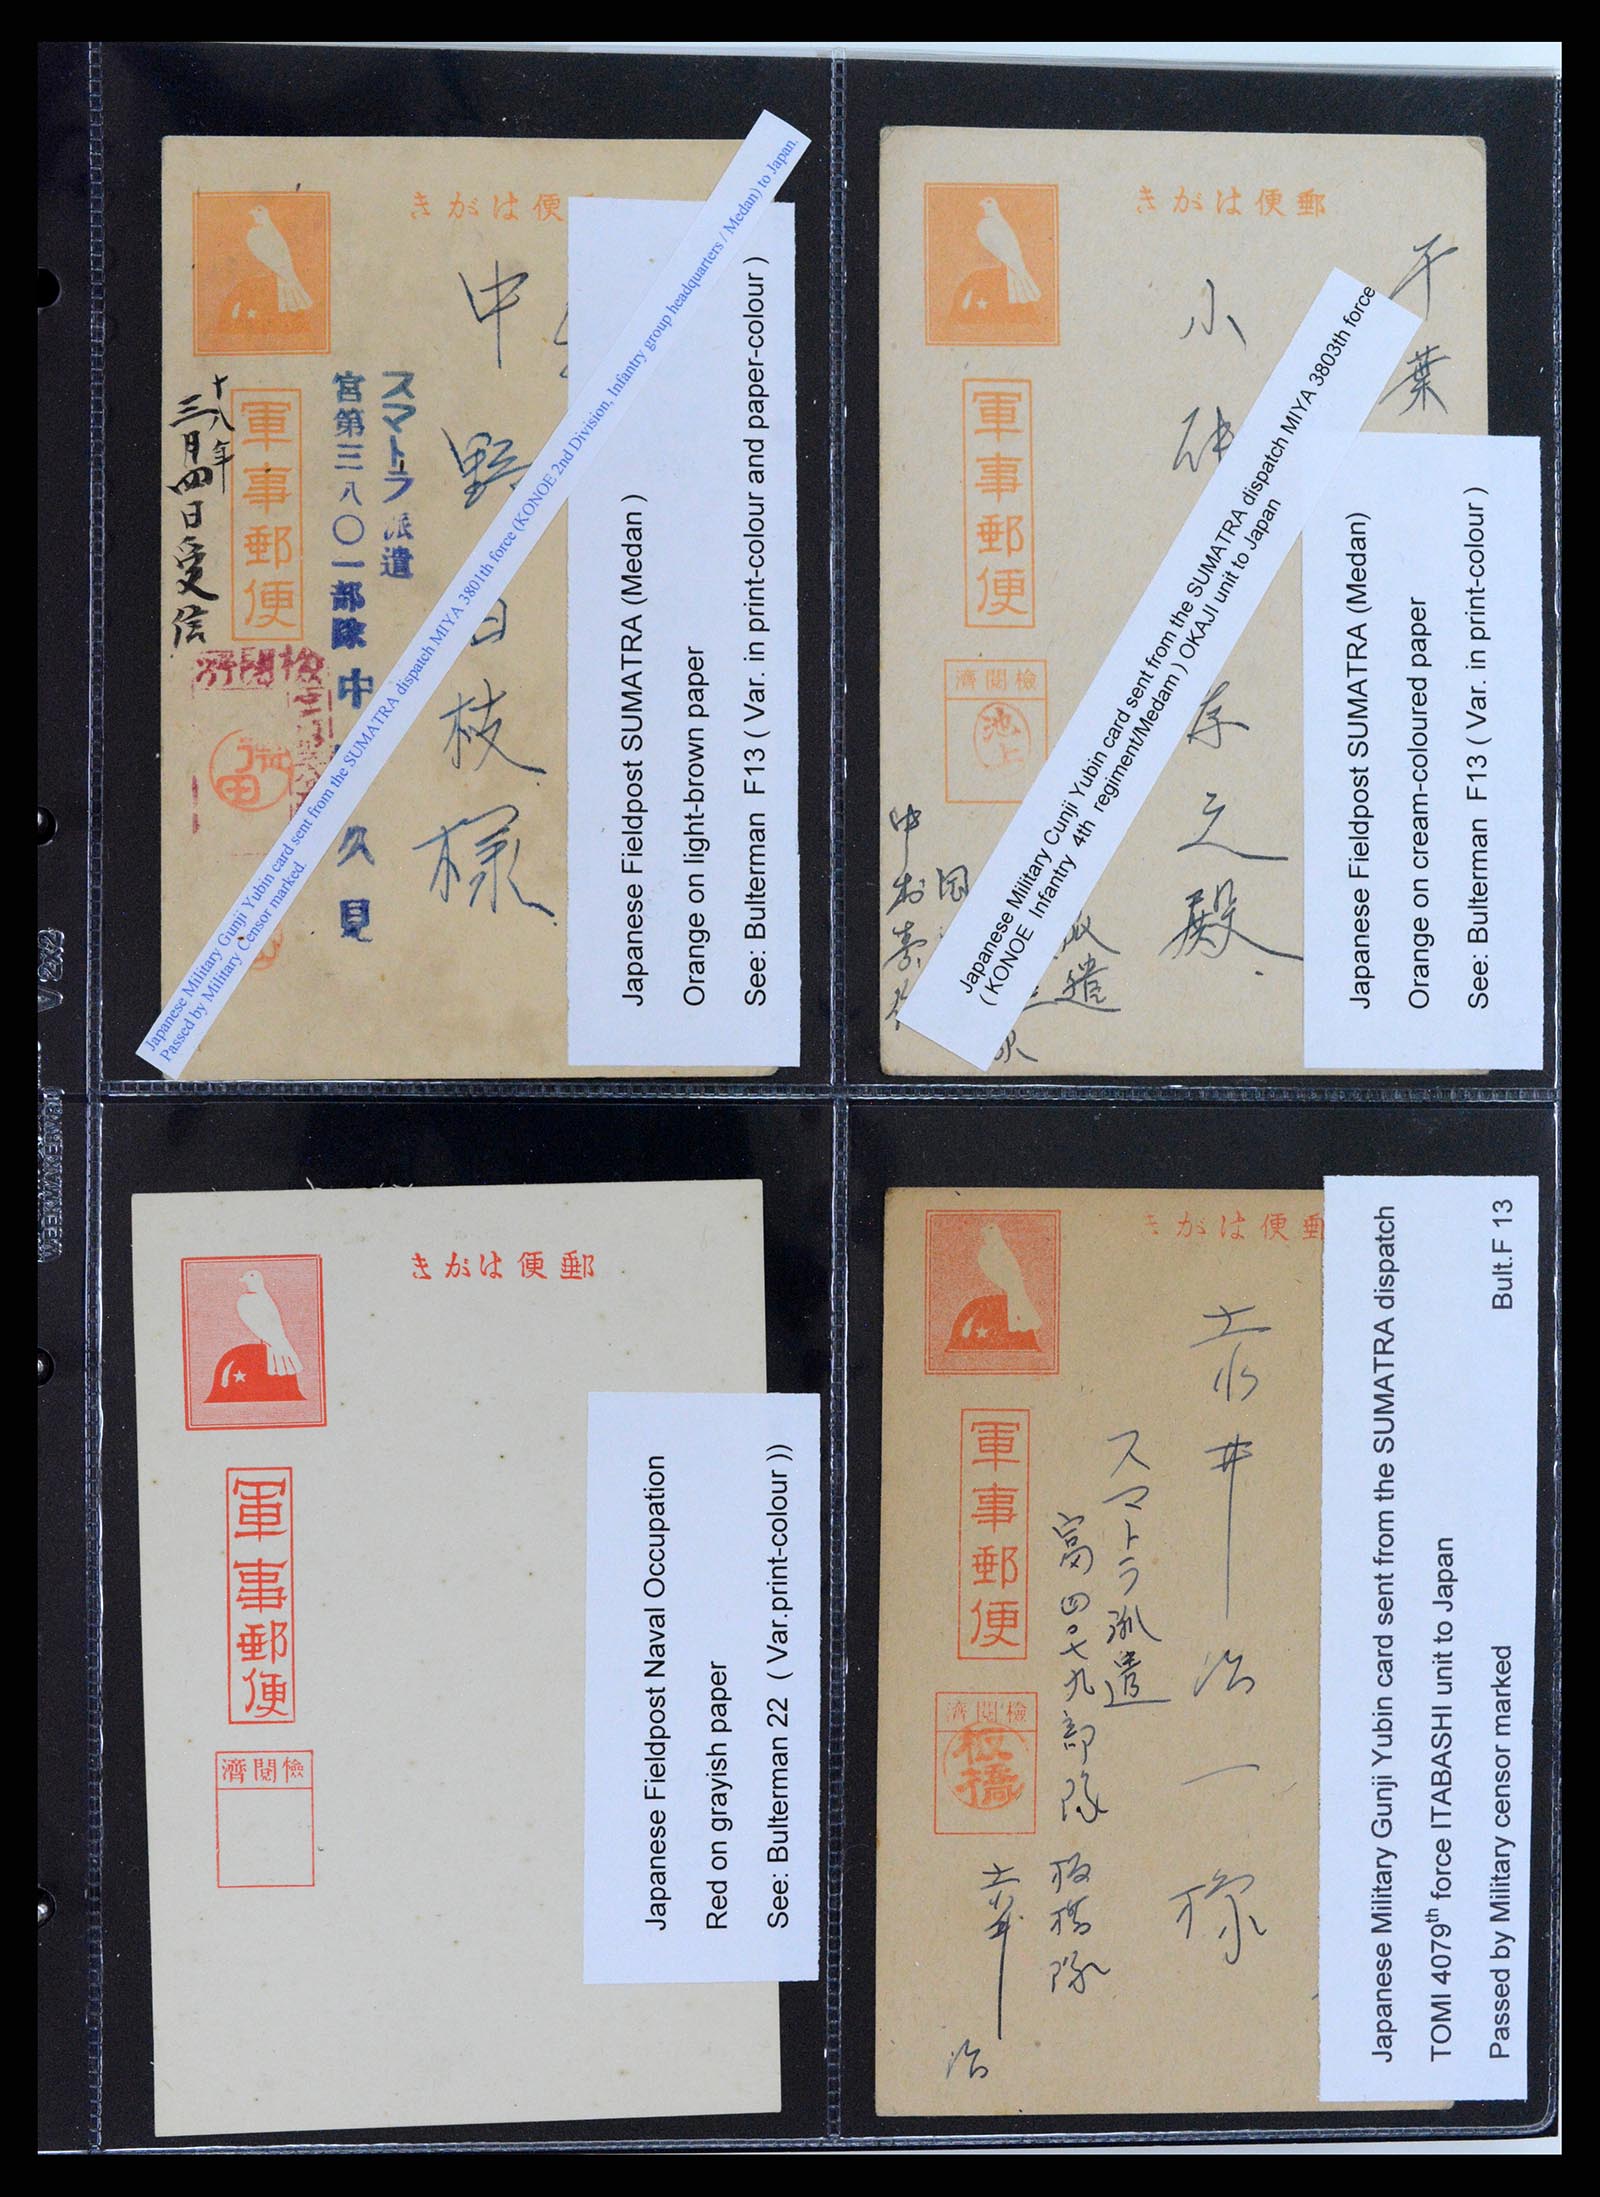 きがは便
軍事郵便
十八年
三月四日受信
スマトラ派遣
宮第三八〇一部隊 中
久見
中野
枝
様
検閲済
Japanese Military Gunji Yubin card sent from the SUMATRA dispatch MIYA 3801th force (KONOE 2nd Division, Infantry group headquarters / Medan) to Japan.
Passed by Military Censor marked.
Japanese Fieldpost SUMATRA (Medan )
Orange on light-brown paper
See: Bulterman F13 ( Var. in print-colour and paper-colour )
きがは便郵
軍事郵便
濟閲檢
池上
千葉
小
殿
中村
遣
Japanese Military Cunji Yubin card sent from the SUMATRA dispatch MIYA 3803th force
( KONOE Infantry 4th regiment/Medam ) OKAJI unit to Japan
Japanese Fieldpost SUMATRA (Medan)
Orange on cream-coloured paper
See: Bulterman F13 ( Var. in print-colour )
きがは便郵
軍事郵便
濟閲檢
Japanese Fieldpost Naval Occupation
Red on grayish paper
See: Bulterman 22 ( Var.print-colour ))
きがは便郵
軍事郵便
濟閲檢
板橋
井治一様
スマトラ派遣
富四〇七九部隊 板橋隊
治
Japanese Military Gunji Yubin card sent from the SUMATRA dispatch
TOMI 4079th force ITABASHI unit to Japan Bult.F 13
Passed by Military censor marked